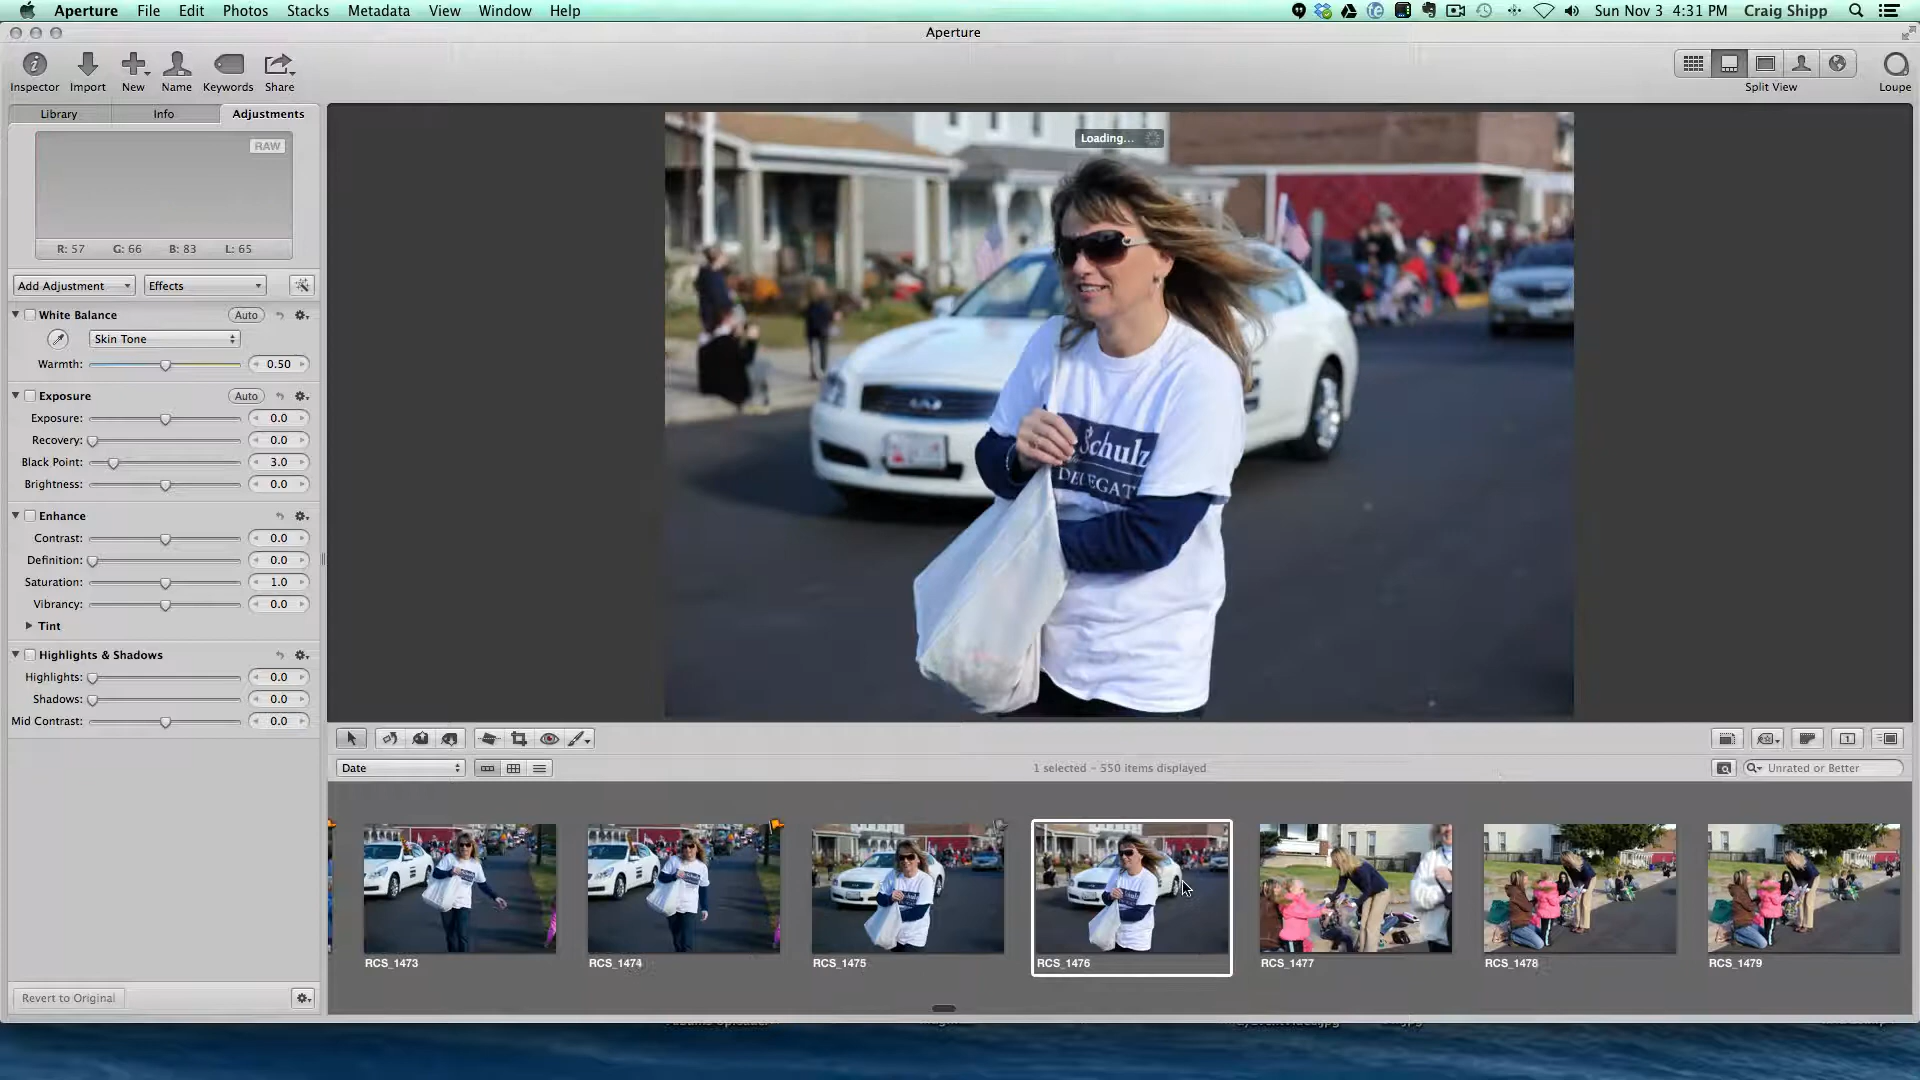 Aperture File Edit Photos Stacks Metadata View Window Help Sun Nov 3 4:31 PM Craig Shipp
Aperture
Inspector Import New Name Keywords Share Split View Loupe
Library Info Adjustments
RAW
Loading...
R: 57 G: 66 B: 83 L: 65
Add Adjustment Effects
White Balance Auto
Skin Tone
Warmth: 0.50
Exposure Auto
Exposure: 0.0
Recovery: 0.0
Black Point: 3.0
Brightness: 0.0
Enhance
Contrast: 0.0
Definition: 0.0
Saturation: 1.0
Vibrancy: 0.0
Tint
Highlights & Shadows
Highlights: 0.0
Shadows: 0.0
Mid Contrast: 0.0
Schulz
DELEGAT
Date 1 selected - 550 items displayed Unrated or Better
RCS_1473 RCS_1474 RCS_1475 RCS_1476 RCS_1477 RCS_1478 RCS_1479
Revert to Original